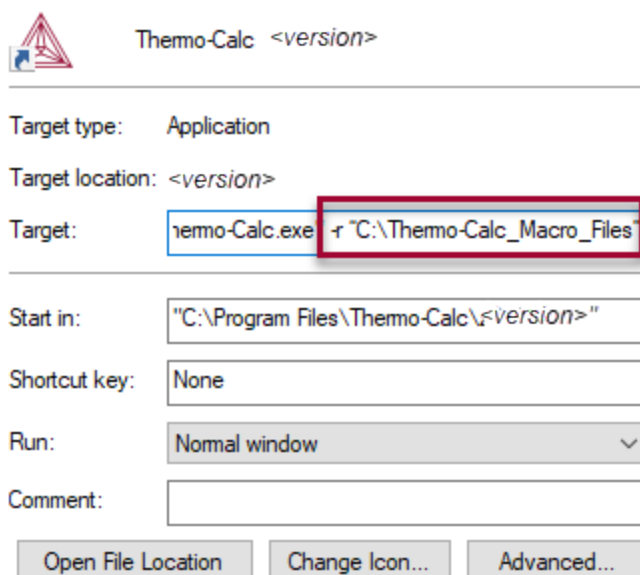 Thermo-Calc <version>
Target type: Application
Target location: <version>
Target: hermo-Calc.exe" -r "C:\Thermo-Calc_Macro_Files"
Start in: "C:\Program Files\Thermo-Calc\<version>"
Shortcut key: None
Run: Normal window
Comment:
Open File Location Change Icon... Advanced...